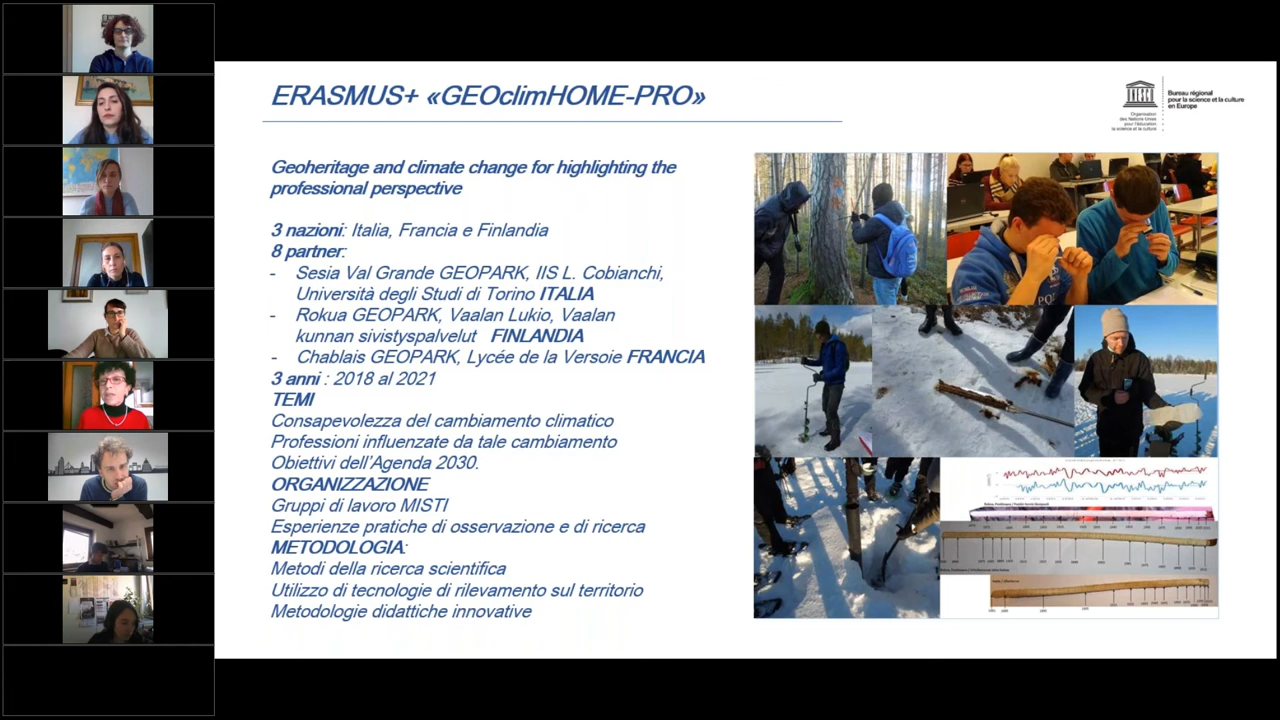 ERASMUS+ «GEOclimHOME-PRO»
UNESCO
Organisation
des Nations Unies
pour l'éducation
la science et la culture
Bureau régional
pour la science et la culture
en Europe
Geoheritage and climate change for highlighting the
professional perspective
3 nazioni: Italia, Francia e Finlandia
8 partner:
- Sesia Val Grande GEOPARK, IIS L. Cobianchi,
Università degli Studi di Torino ITALIA
- Rokua GEOPARK, Vaalan Lukio, Vaalan
kunnan sivistyspalvelut FINLANDIA
- Chablais GEOPARK, Lycée de la Versoie FRANCIA
3 anni : 2018 al 2021
TEMI
Consapevolezza del cambiamento climatico
Professioni influenzate da tale cambiamento
Obiettivi dell'Agenda 2030.
ORGANIZZAZIONE
Gruppi di lavoro MISTI
Esperienze pratiche di osservazione e di ricerca
METODOLOGIA:
Metodi della ricerca scientifica
Utilizzo di tecnologie di rilevamento sul territorio
Metodologie didattiche innovative